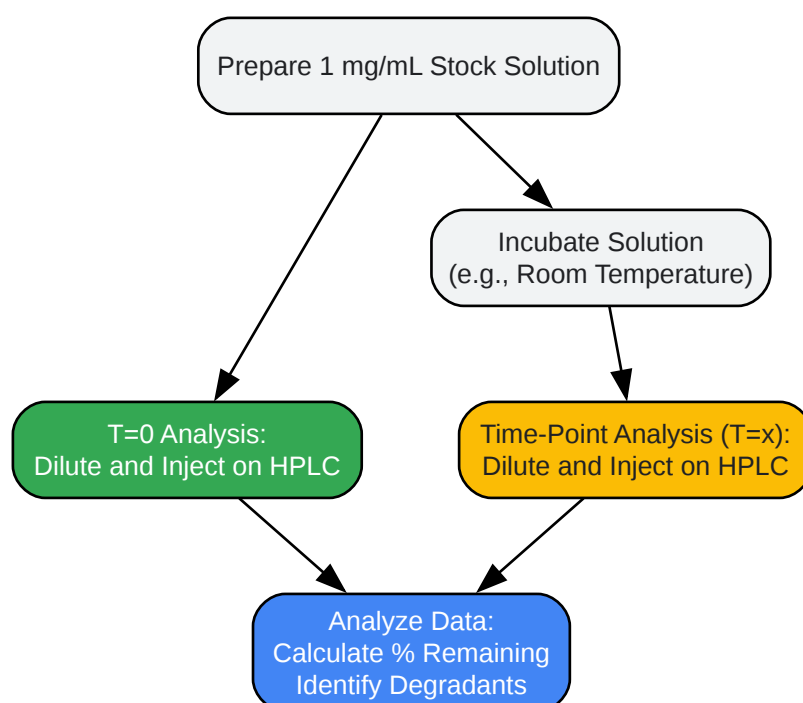 Prepare 1 mg/mL Stock Solution
Incubate Solution
(e.g., Room Temperature)
T=0 Analysis:
Dilute and Inject on HPLC
Time-Point Analysis (T=x):
Dilute and Inject on HPLC
Analyze Data:
Calculate % Remaining
Identify Degradants